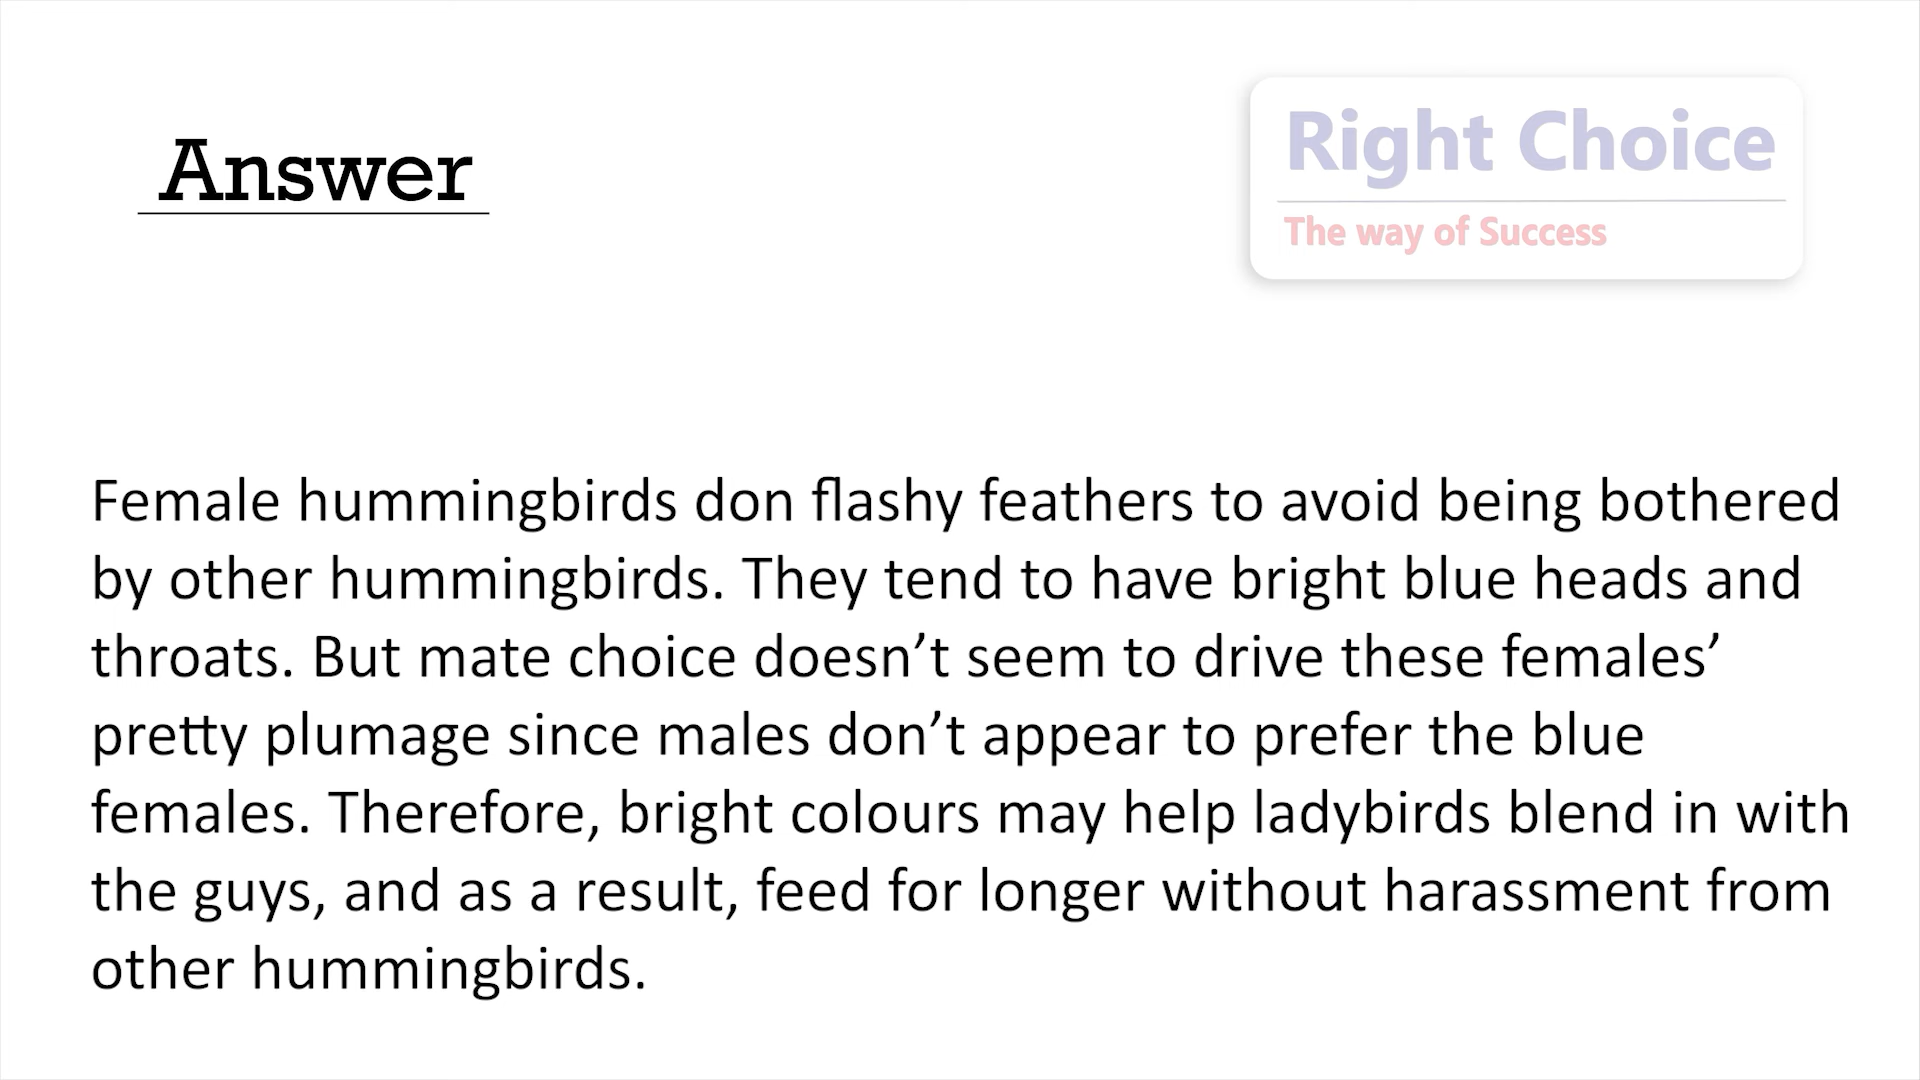 Answer
Right Choice
The way of Success
Female hummingbirds don flashy feathers to avoid being bothered
by other hummingbirds. They tend to have bright blue heads and
throats. But mate choice doesn’t seem to drive these females’
pretty plumage since males don’t appear to prefer the blue
females. Therefore, bright colours may help ladybirds blend in with
the guys, and as a result, feed for longer without harassment from
other hummingbirds.